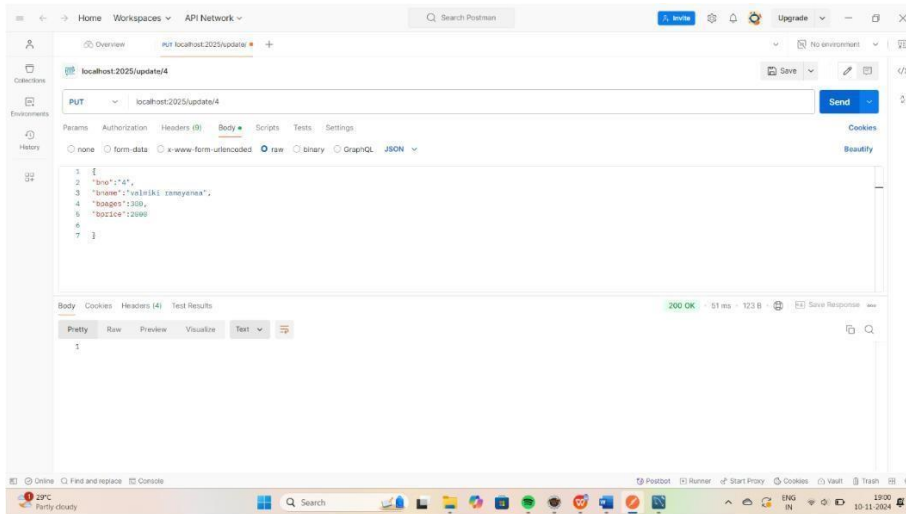 Home Workspaces API Network Search Postman Invite Upgrade
Overview PUT localhost:2025/update/ + No environment
localhost:2025/update/4 Save
Collections
PUT localhost:2025/update/4 Send
Environments
Params Authorization Headers (9) Body Scripts Tests Settings Cookies
History
none form-data x-www-form-urlencoded raw binary GraphQL JSON Beautify
1 {
2 "bno":"4",
3 "bname":"valmiki ramayanaa",
4 "bpages":300,
5 "bprice":2000
6
7 }
Body Cookies Headers (4) Test Results 200 OK 51 ms 123 B Save Response
Pretty Raw Preview Visualize Text
1
Online Find and replace Console Postbot Runner Start Proxy Cookies Vault Trash
29°C
Partly cloudy
Search
ENG
IN
19:00
10-11-2024